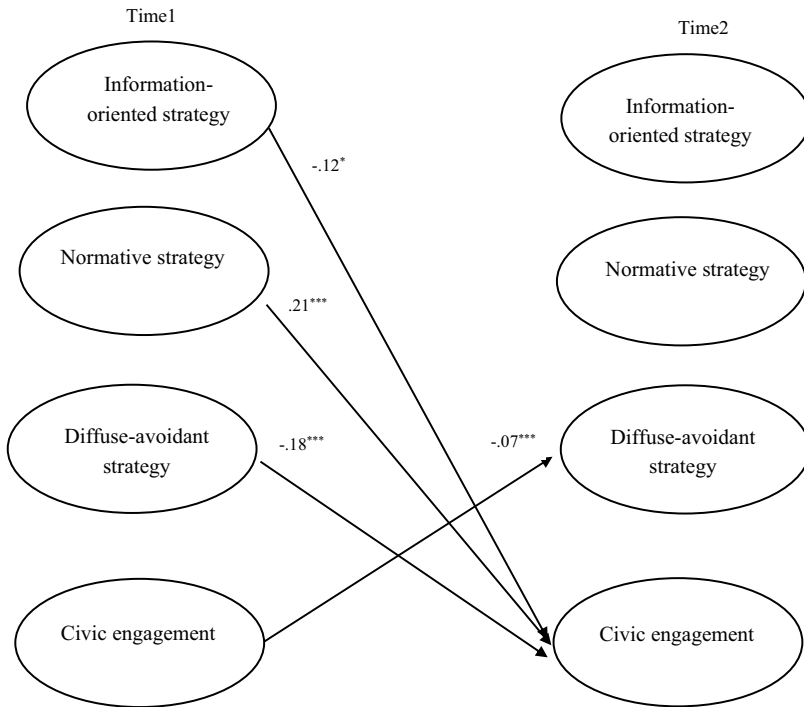 Time1
Time2
Information-
oriented strategy
Information-
oriented strategy
-.12*
Normative strategy
Normative strategy
.21***
Diffuse-avoidant
strategy
-.18***
-.07***
Diffuse-avoidant
strategy
Civic engagement
Civic engagement